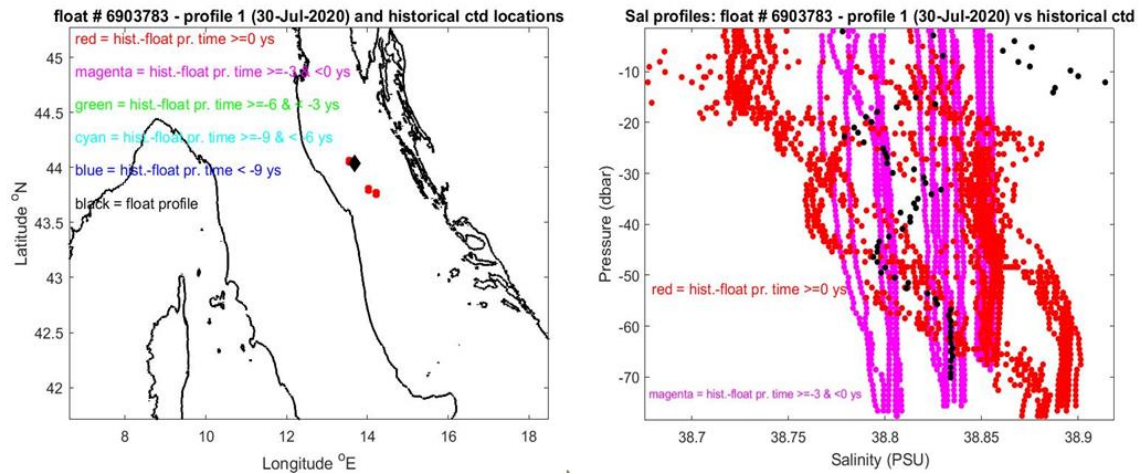 float # 6903783 - profile 1 (30-Jul-2020) and historical ctd locations
red = hist.-float pr. time >=0 ys
magenta = hist.-float pr. time >=-3 & <0 ys
green = hist.-float pr. time >=-6 & < -3 ys
cyan = hist.-float pr. time >=-9 & < -6 ys
blue = hist.-float pr. time < -9 ys
black = float profile
45
44.5
44
43.5
43
42.5
42
Latitude °N
8 10 12 14 16 18
Longitude °E
Sal profiles: float # 6903783 - profile 1 (30-Jul-2020) vs historical ctd
-10
-20
-30
-40
-50
-60
-70
Pressure (dbar)
red = hist.-float pr. time >=0 ys
magenta = hist.-float pr. time >=-3 & <0 ys
38.7 38.75 38.8 38.85 38.9
Salinity (PSU)